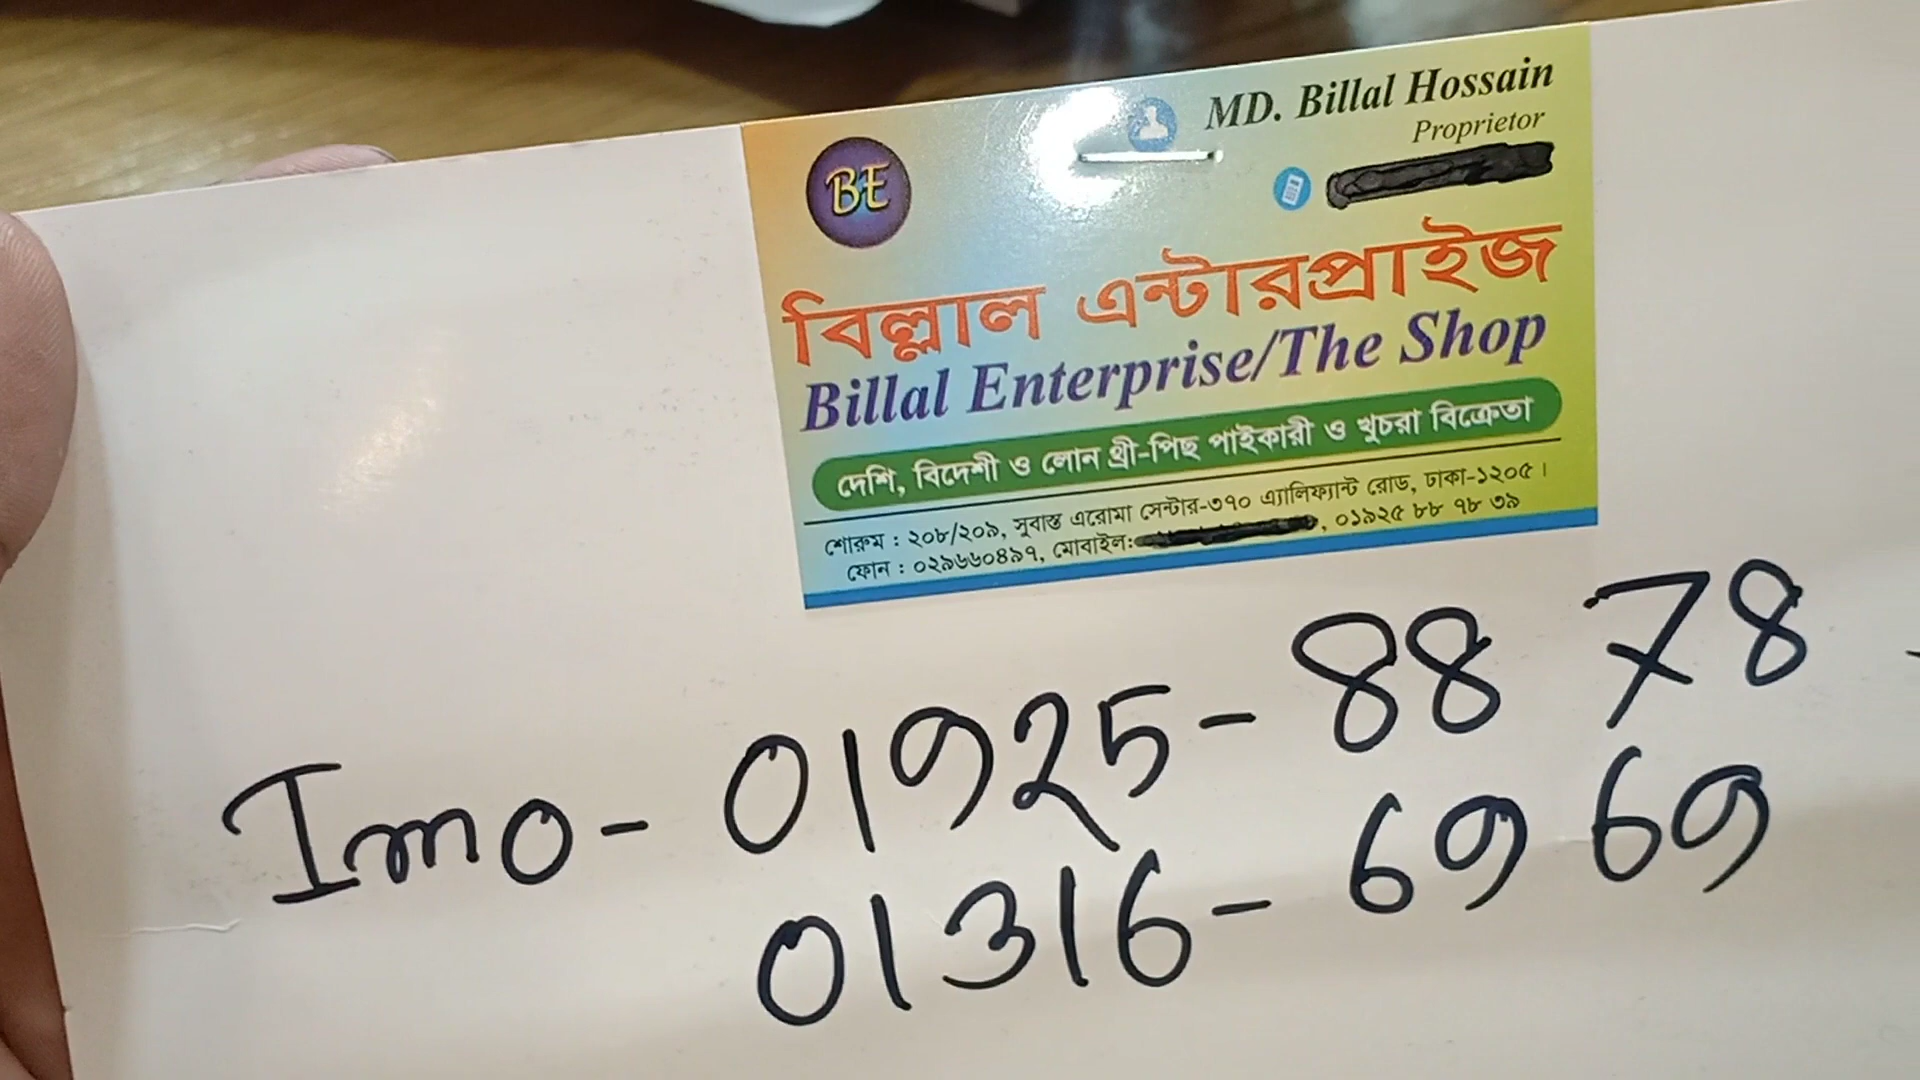 BE
MD. Billal Hossain
Proprietor
বিল্লাল এন্টারপ্রাইজ
Billal Enterprise/The Shop
দেশি, বিদেশী ও লোন থ্রী-পিছ পাইকারী ও খুচরা বিক্রেতা
শোরুম : ২০৮/২০৯, সুবাস্ত এরোমা সেন্টার-৩৭০ এ্যালিফ্যান্ট রোড, ঢাকা-১২০৫।
ফোন : ০২৯৬৬০৪৯৭, মোবাইল: , ০১৯২৫ ৮৮ ৭৮ ৩৯
Imo - 01925 - 88 78
01316 - 69 69